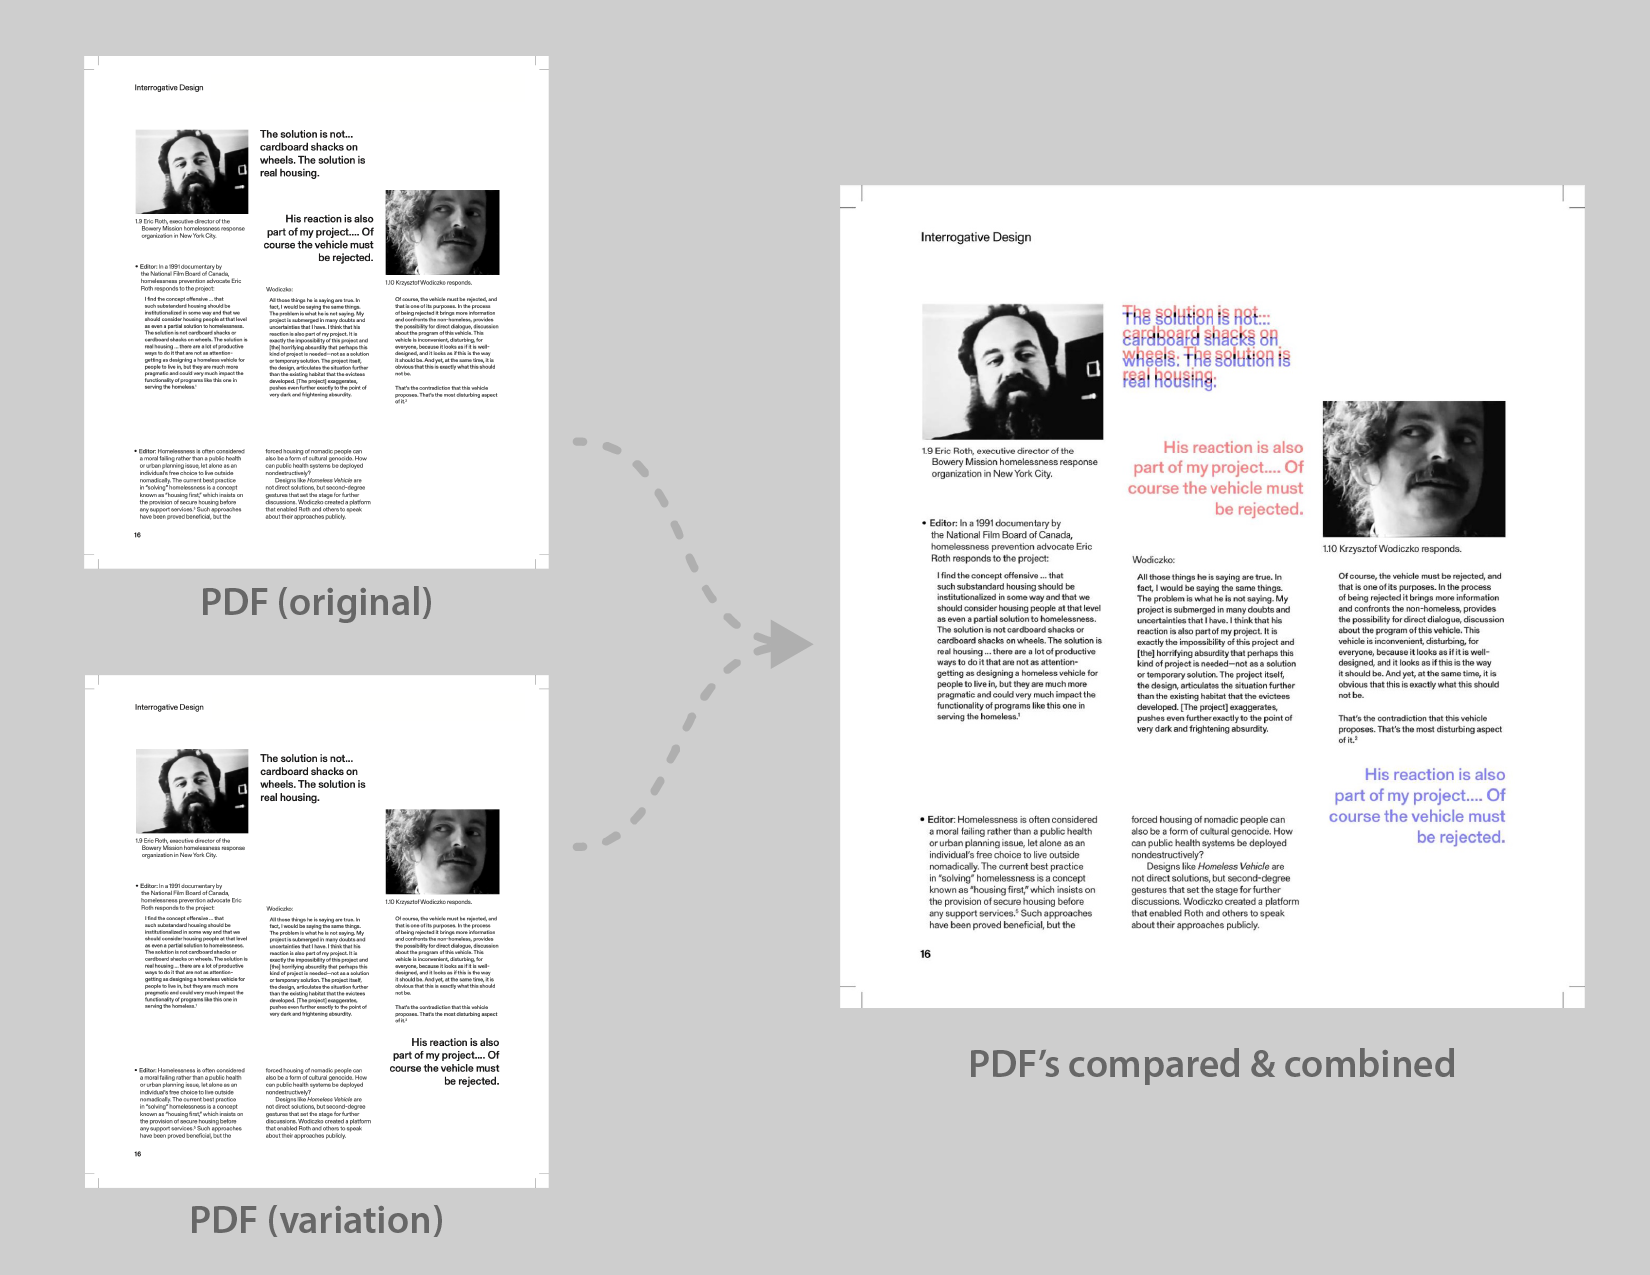 Interrogative Design
The solution is not...
cardboard shacks on
wheels. The solution is
real housing.
1.9 Eric Roth, executive director of the
Bowery Mission homelessness response
organization in New York City.
His reaction is also
part of my project.... Of
course the vehicle must
be rejected.
1.10 Krzysztof Wodiczko responds.
• Editor: In a 1991 documentary by
the National Film Board of Canada,
homelessness prevention advocate Eric
Roth responds to the project:
I find the concept offensive ... that
such substandard housing should be
institutionalized in some way and that we
should consider housing people at that level
as even a partial solution to homelessness.
The solution is not cardboard shacks or
cardboard shacks on wheels. The solution is
real housing ... there are a lot of productive
ways to do it that are not as attention-
getting as designing a homeless vehicle for
people to live in, but they are much more
pragmatic and could very much impact the
functionality of programs like this one in
serving the homeless.¹
Wodiczko:
All those things he is saying are true. In
fact, I would be saying the same things.
The problem is what he is not saying. My
project is submerged in many doubts and
uncertainties that I have. I think that his
reaction is also part of my project. It is
exactly the impossibility of this project and
[the] horrifying absurdity that perhaps this
kind of project is needed—not as a solution
or temporary solution. The project itself,
the design, articulates the situation further
than the existing habitat that the evictees
developed. [The project] exaggerates,
pushes even further exactly to the point of
very dark and frightening absurdity.
Of course, the vehicle must be rejected, and
that is one of its purposes. In the process
of being rejected it brings more information
and confronts the non-homeless, provides
the possibility for direct dialogue, discussion
about the program of this vehicle. This
vehicle is inconvenient, disturbing, for
everyone, because it looks as if it is well-
designed, and it looks as if this is the way
it should be. And yet, at the same time, it is
obvious that this is exactly what this should
not be.
That's the contradiction that this vehicle
proposes. That's the most disturbing aspect
of it.²
• Editor: Homelessness is often considered
a moral failing rather than a public health
or urban planning issue, let alone as an
individual's free choice to live outside
nomadically. The current best practice
in "solving" homelessness is a concept
known as "housing first," which insists on
the provision of secure housing before
any support services.³ Such approaches
have been proved beneficial, but the
forced housing of nomadic people can
also be a form of cultural genocide. How
can public health systems be deployed
nondestructively?
Designs like Homeless Vehicle are
not direct solutions, but second-degree
gestures that set the stage for further
discussions. Wodiczko created a platform
that enabled Roth and others to speak
about their approaches publicly.
16
PDF (original)
Interrogative Design
The solution is not...
cardboard shacks on
wheels. The solution is
real housing.
1.9 Eric Roth, executive director of the
Bowery Mission homelessness response
organization in New York City.
1.10 Krzysztof Wodiczko responds.
• Editor: In a 1991 documentary by
the National Film Board of Canada,
homelessness prevention advocate Eric
Roth responds to the project:
I find the concept offensive ... that
such substandard housing should be
institutionalized in some way and that we
should consider housing people at that level
as even a partial solution to homelessness.
The solution is not cardboard shacks or
cardboard shacks on wheels. The solution is
real housing ... there are a lot of productive
ways to do it that are not as attention-
getting as designing a homeless vehicle for
people to live in, but they are much more
pragmatic and could very much impact the
functionality of programs like this one in
serving the homeless.¹
Wodiczko:
All those things he is saying are true. In
fact, I would be saying the same things.
The problem is what he is not saying. My
project is submerged in many doubts and
uncertainties that I have. I think that his
reaction is also part of my project. It is
exactly the impossibility of this project and
[the] horrifying absurdity that perhaps this
kind of project is needed—not as a solution
or temporary solution. The project itself,
the design, articulates the situation further
than the existing habitat that the evictees
developed. [The project] exaggerates,
pushes even further exactly to the point of
very dark and frightening absurdity.
Of course, the vehicle must be rejected, and
that is one of its purposes. In the process
of being rejected it brings more information
and confronts the non-homeless, provides
the possibility for direct dialogue, discussion
about the program of this vehicle. This
vehicle is inconvenient, disturbing, for
everyone, because it looks as if it is well-
designed, and it looks as if this is the way
it should be. And yet, at the same time, it is
obvious that this is exactly what this should
not be.
That's the contradiction that this vehicle
proposes. That's the most disturbing aspect
of it.²
His reaction is also
part of my project.... Of
course the vehicle must
be rejected.
• Editor: Homelessness is often considered
a moral failing rather than a public health
or urban planning issue, let alone as an
individual's free choice to live outside
nomadically. The current best practice
in "solving" homelessness is a concept
known as "housing first," which insists on
the provision of secure housing before
any support services.³ Such approaches
have been proved beneficial, but the
forced housing of nomadic people can
also be a form of cultural genocide. How
can public health systems be deployed
nondestructively?
Designs like Homeless Vehicle are
not direct solutions, but second-degree
gestures that set the stage for further
discussions. Wodiczko created a platform
that enabled Roth and others to speak
about their approaches publicly.
16
PDF (variation)
Interrogative Design
The solution is not...
The solution is not...
cardboard shacks on
cardboard shacks on
wheels. The solution is
wheels. The solution is
real housing.
real housing.
1.9 Eric Roth, executive director of the
Bowery Mission homelessness response
organization in New York City.
His reaction is also
part of my project.... Of
course the vehicle must
be rejected.
1.10 Krzysztof Wodiczko responds.
• Editor: In a 1991 documentary by
the National Film Board of Canada,
homelessness prevention advocate Eric
Roth responds to the project:
I find the concept offensive ... that
such substandard housing should be
institutionalized in some way and that we
should consider housing people at that level
as even a partial solution to homelessness.
The solution is not cardboard shacks or
cardboard shacks on wheels. The solution is
real housing ... there are a lot of productive
ways to do it that are not as attention-
getting as designing a homeless vehicle for
people to live in, but they are much more
pragmatic and could very much impact the
functionality of programs like this one in
serving the homeless.¹
Wodiczko:
All those things he is saying are true. In
fact, I would be saying the same things.
The problem is what he is not saying. My
project is submerged in many doubts and
uncertainties that I have. I think that his
reaction is also part of my project. It is
exactly the impossibility of this project and
[the] horrifying absurdity that perhaps this
kind of project is needed—not as a solution
or temporary solution. The project itself,
the design, articulates the situation further
than the existing habitat that the evictees
developed. [The project] exaggerates,
pushes even further exactly to the point of
very dark and frightening absurdity.
Of course, the vehicle must be rejected, and
that is one of its purposes. In the process
of being rejected it brings more information
and confronts the non-homeless, provides
the possibility for direct dialogue, discussion
about the program of this vehicle. This
vehicle is inconvenient, disturbing, for
everyone, because it looks as if it is well-
designed, and it looks as if this is the way
it should be. And yet, at the same time, it is
obvious that this is exactly what this should
not be.
That's the contradiction that this vehicle
proposes. That's the most disturbing aspect
of it.²
His reaction is also
part of my project.... Of
course the vehicle must
be rejected.
• Editor: Homelessness is often considered
a moral failing rather than a public health
or urban planning issue, let alone as an
individual's free choice to live outside
nomadically. The current best practice
in "solving" homelessness is a concept
known as "housing first," which insists on
the provision of secure housing before
any support services.³ Such approaches
have been proved beneficial, but the
forced housing of nomadic people can
also be a form of cultural genocide. How
can public health systems be deployed
nondestructively?
Designs like Homeless Vehicle are
not direct solutions, but second-degree
gestures that set the stage for further
discussions. Wodiczko created a platform
that enabled Roth and others to speak
about their approaches publicly.
16
PDF's compared & combined